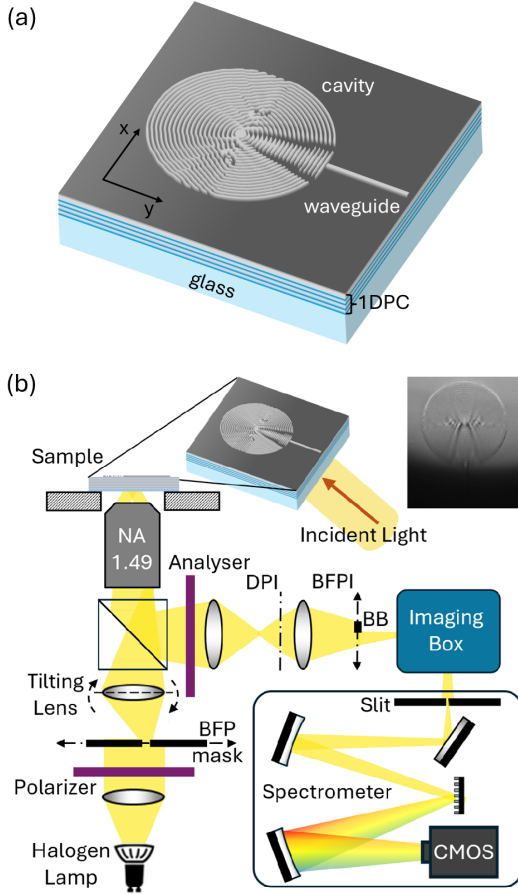 (a)
cavity
x
y
waveguide
glass
1DPC
(b)
Sample
Incident Light
NA
1.49
Analyser
DPI
BFPI
BB
Imaging
Box
Tilting
Lens
Slit
BFP
mask
Polarizer
Spectrometer
Halogen
Lamp
CMOS